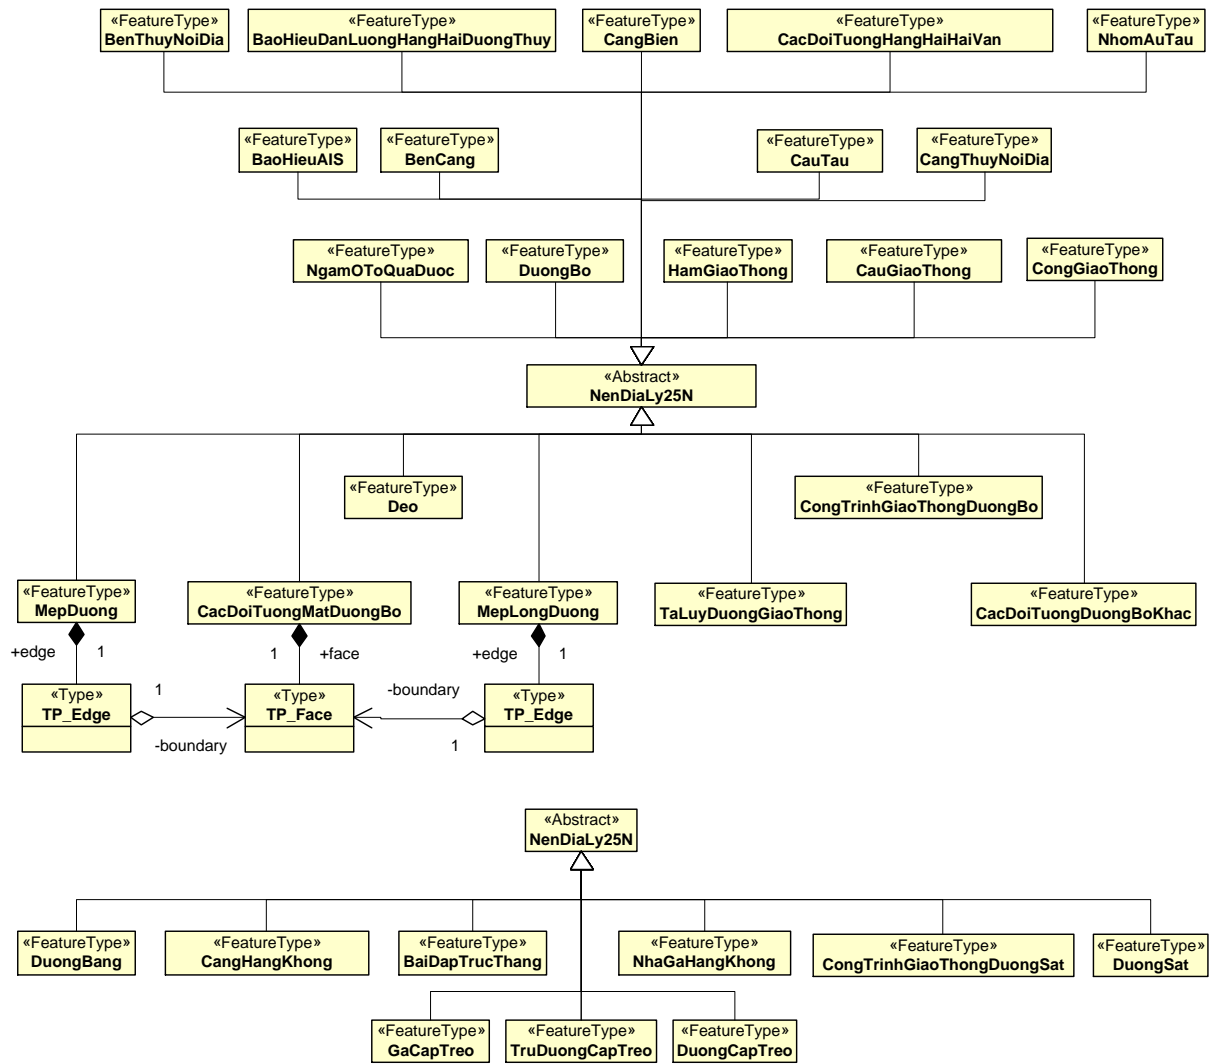 «FeatureType»
BenThuyNoiDia
«FeatureType»
BaoHieuDanLuongHangHaiDuongThuy
«FeatureType»
CangBien
«FeatureType»
CacDoiTuongHangHaiHaiVan
«FeatureType»
NhomAuTau
«FeatureType»
BaoHieuAIS
«FeatureType»
BenCang
«FeatureType»
CauTau
«FeatureType»
CangThuyNoiDia
«FeatureType»
NgamOToQuaDuoc
«FeatureType»
DuongBo
«FeatureType»
HamGiaoThong
«FeatureType»
CauGiaoThong
«FeatureType»
CongGiaoThong
«Abstract»
NenDiaLy25N
«FeatureType»
Deo
«FeatureType»
CongTrinhGiaoThongDuongBo
«FeatureType»
MepDuong
«FeatureType»
CacDoiTuongMatDuongBo
«FeatureType»
MepLongDuong
«FeatureType»
TaLuyDuongGiaoThong
«FeatureType»
CacDoiTuongDuongBoKhac
+edge
1
1
+face
+edge
1
«Type»
TP_Edge
1
-boundary
«Type»
TP_Face
-boundary
1
«Type»
TP_Edge
«Abstract»
NenDiaLy25N
«FeatureType»
DuongBang
«FeatureType»
CangHangKhong
«FeatureType»
BaiDapTrucThang
«FeatureType»
NhaGaHangKhong
«FeatureType»
CongTrinhGiaoThongDuongSat
«FeatureType»
DuongSat
«FeatureType»
GaCapTreo
«FeatureType»
TruDuongCapTreo
«FeatureType»
DuongCapTreo